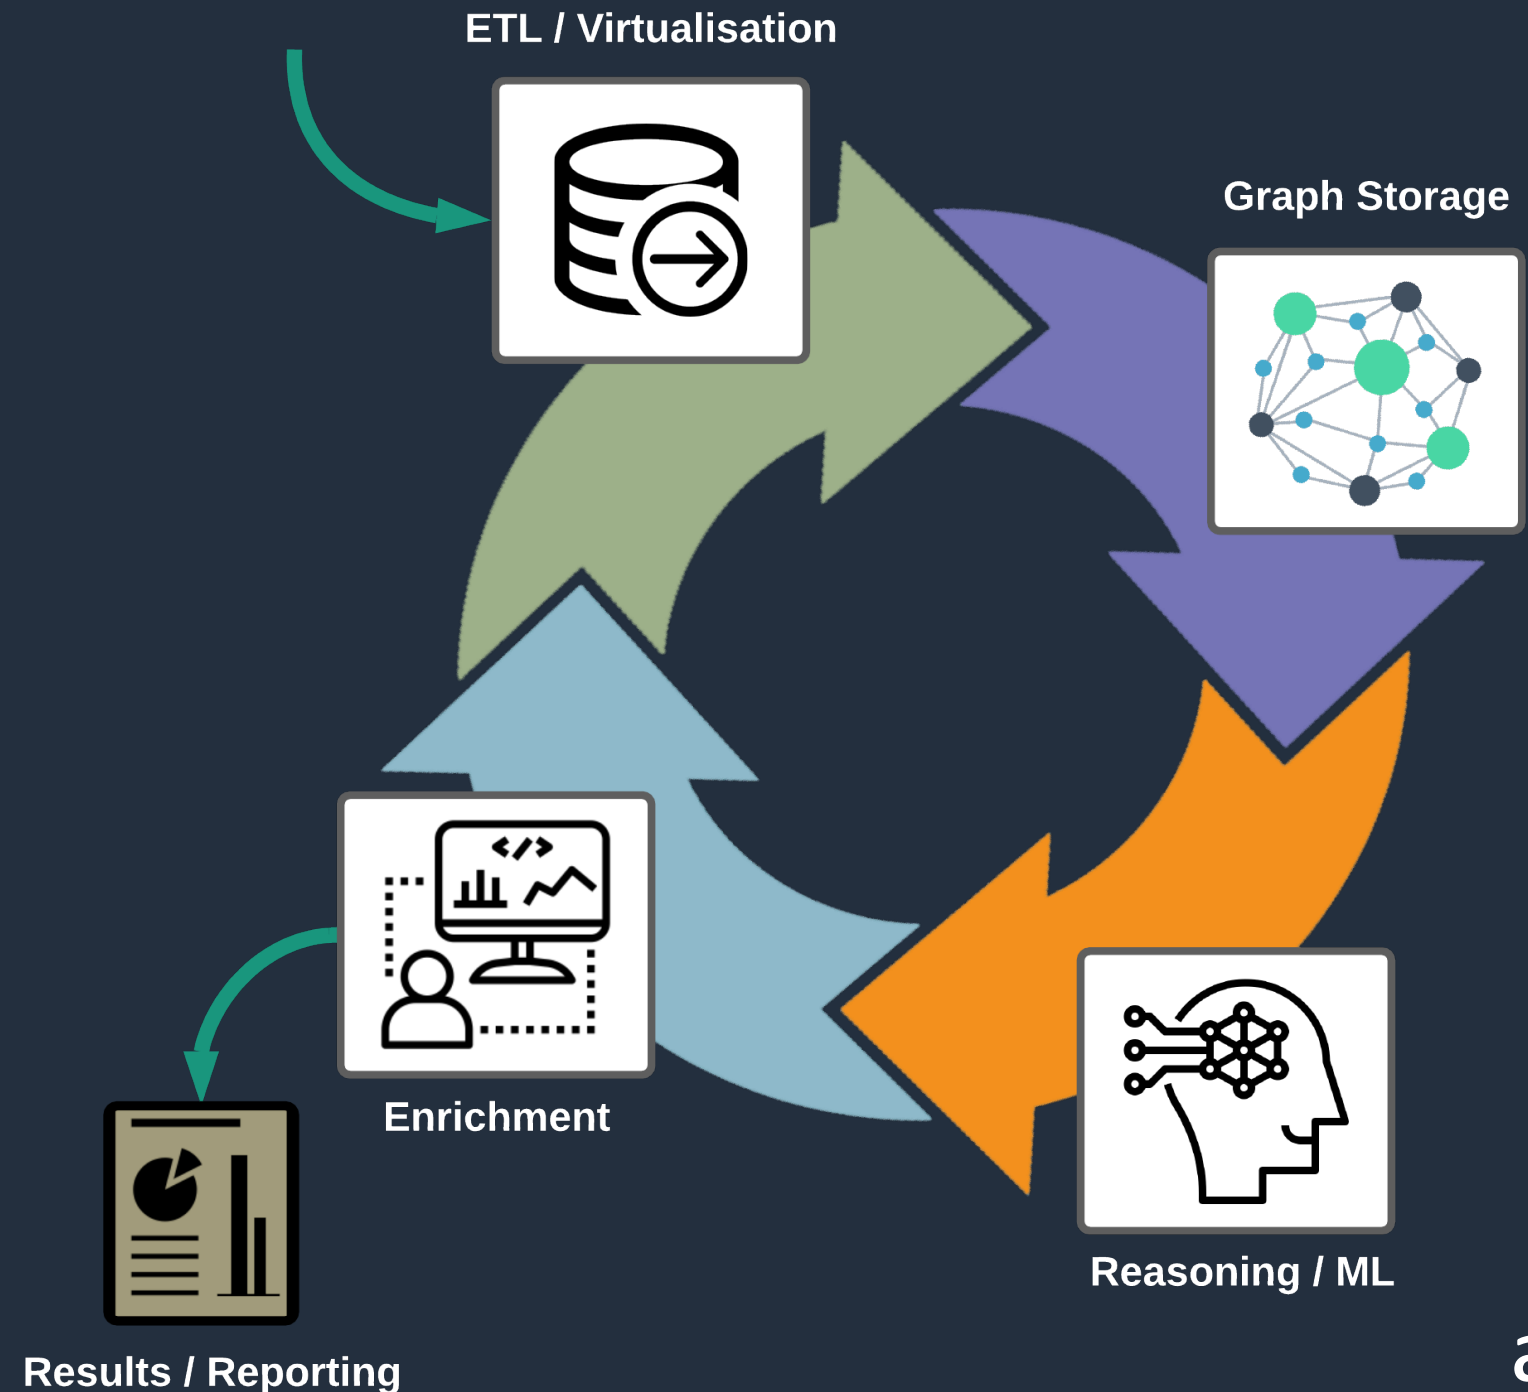 ETL / Virtualisation
Graph Storage
</>
Enrichment
Reasoning / ML
Results / Reporting